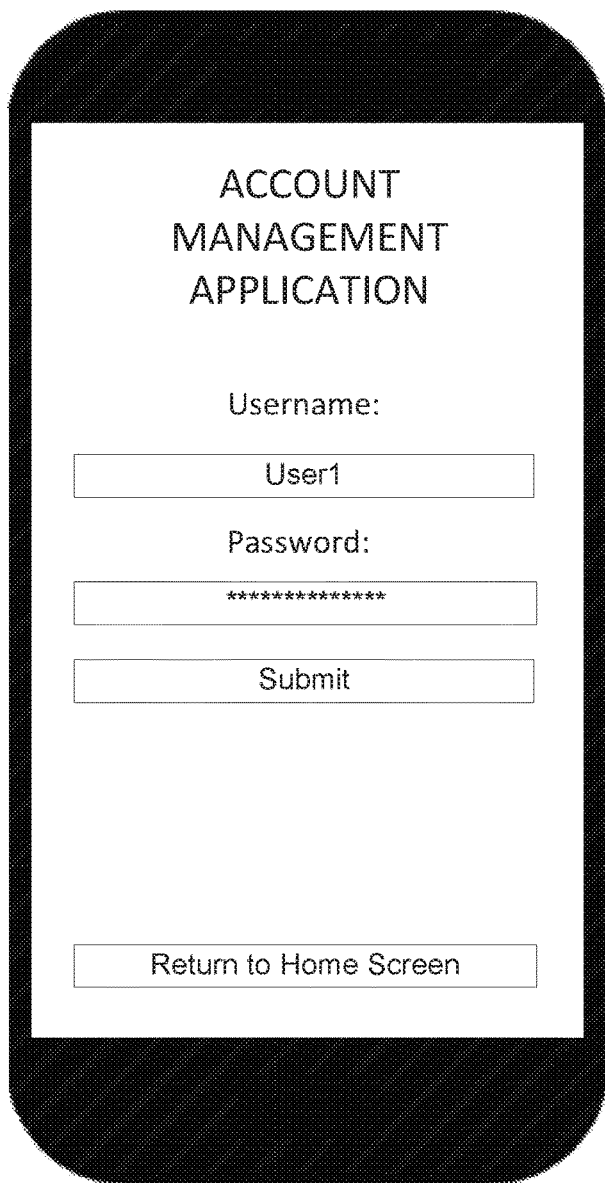 ACCOUNT
MANAGEMENT
APPLICATION
Username:
User1
Password:
**************
Submit
Return to Home Screen